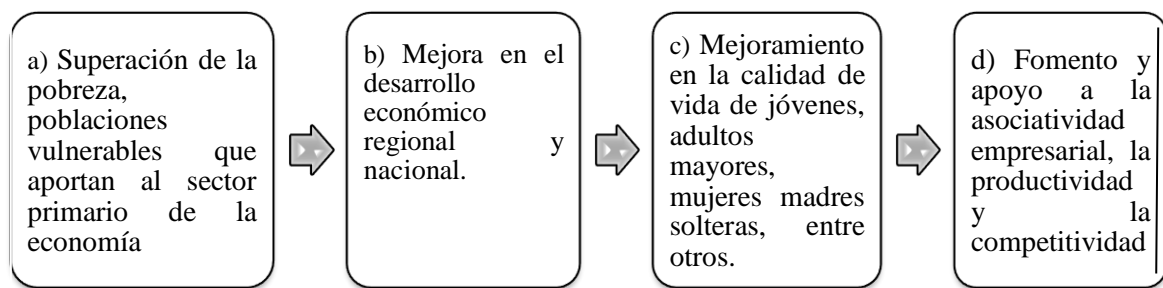 a) Superación de la
pobreza,
poblaciones
vulnerables que
aportan al sector
primario de la
economía
b) Mejora en el
desarrollo
económico
regional y
nacional.
c) Mejoramiento
en la calidad de
vida de jóvenes,
adultos
mayores,
mujeres madres
solteras, entre
otros.
d) Fomento y
apoyo a la
asociatividad
empresarial, la
productividad
y la
competitividad